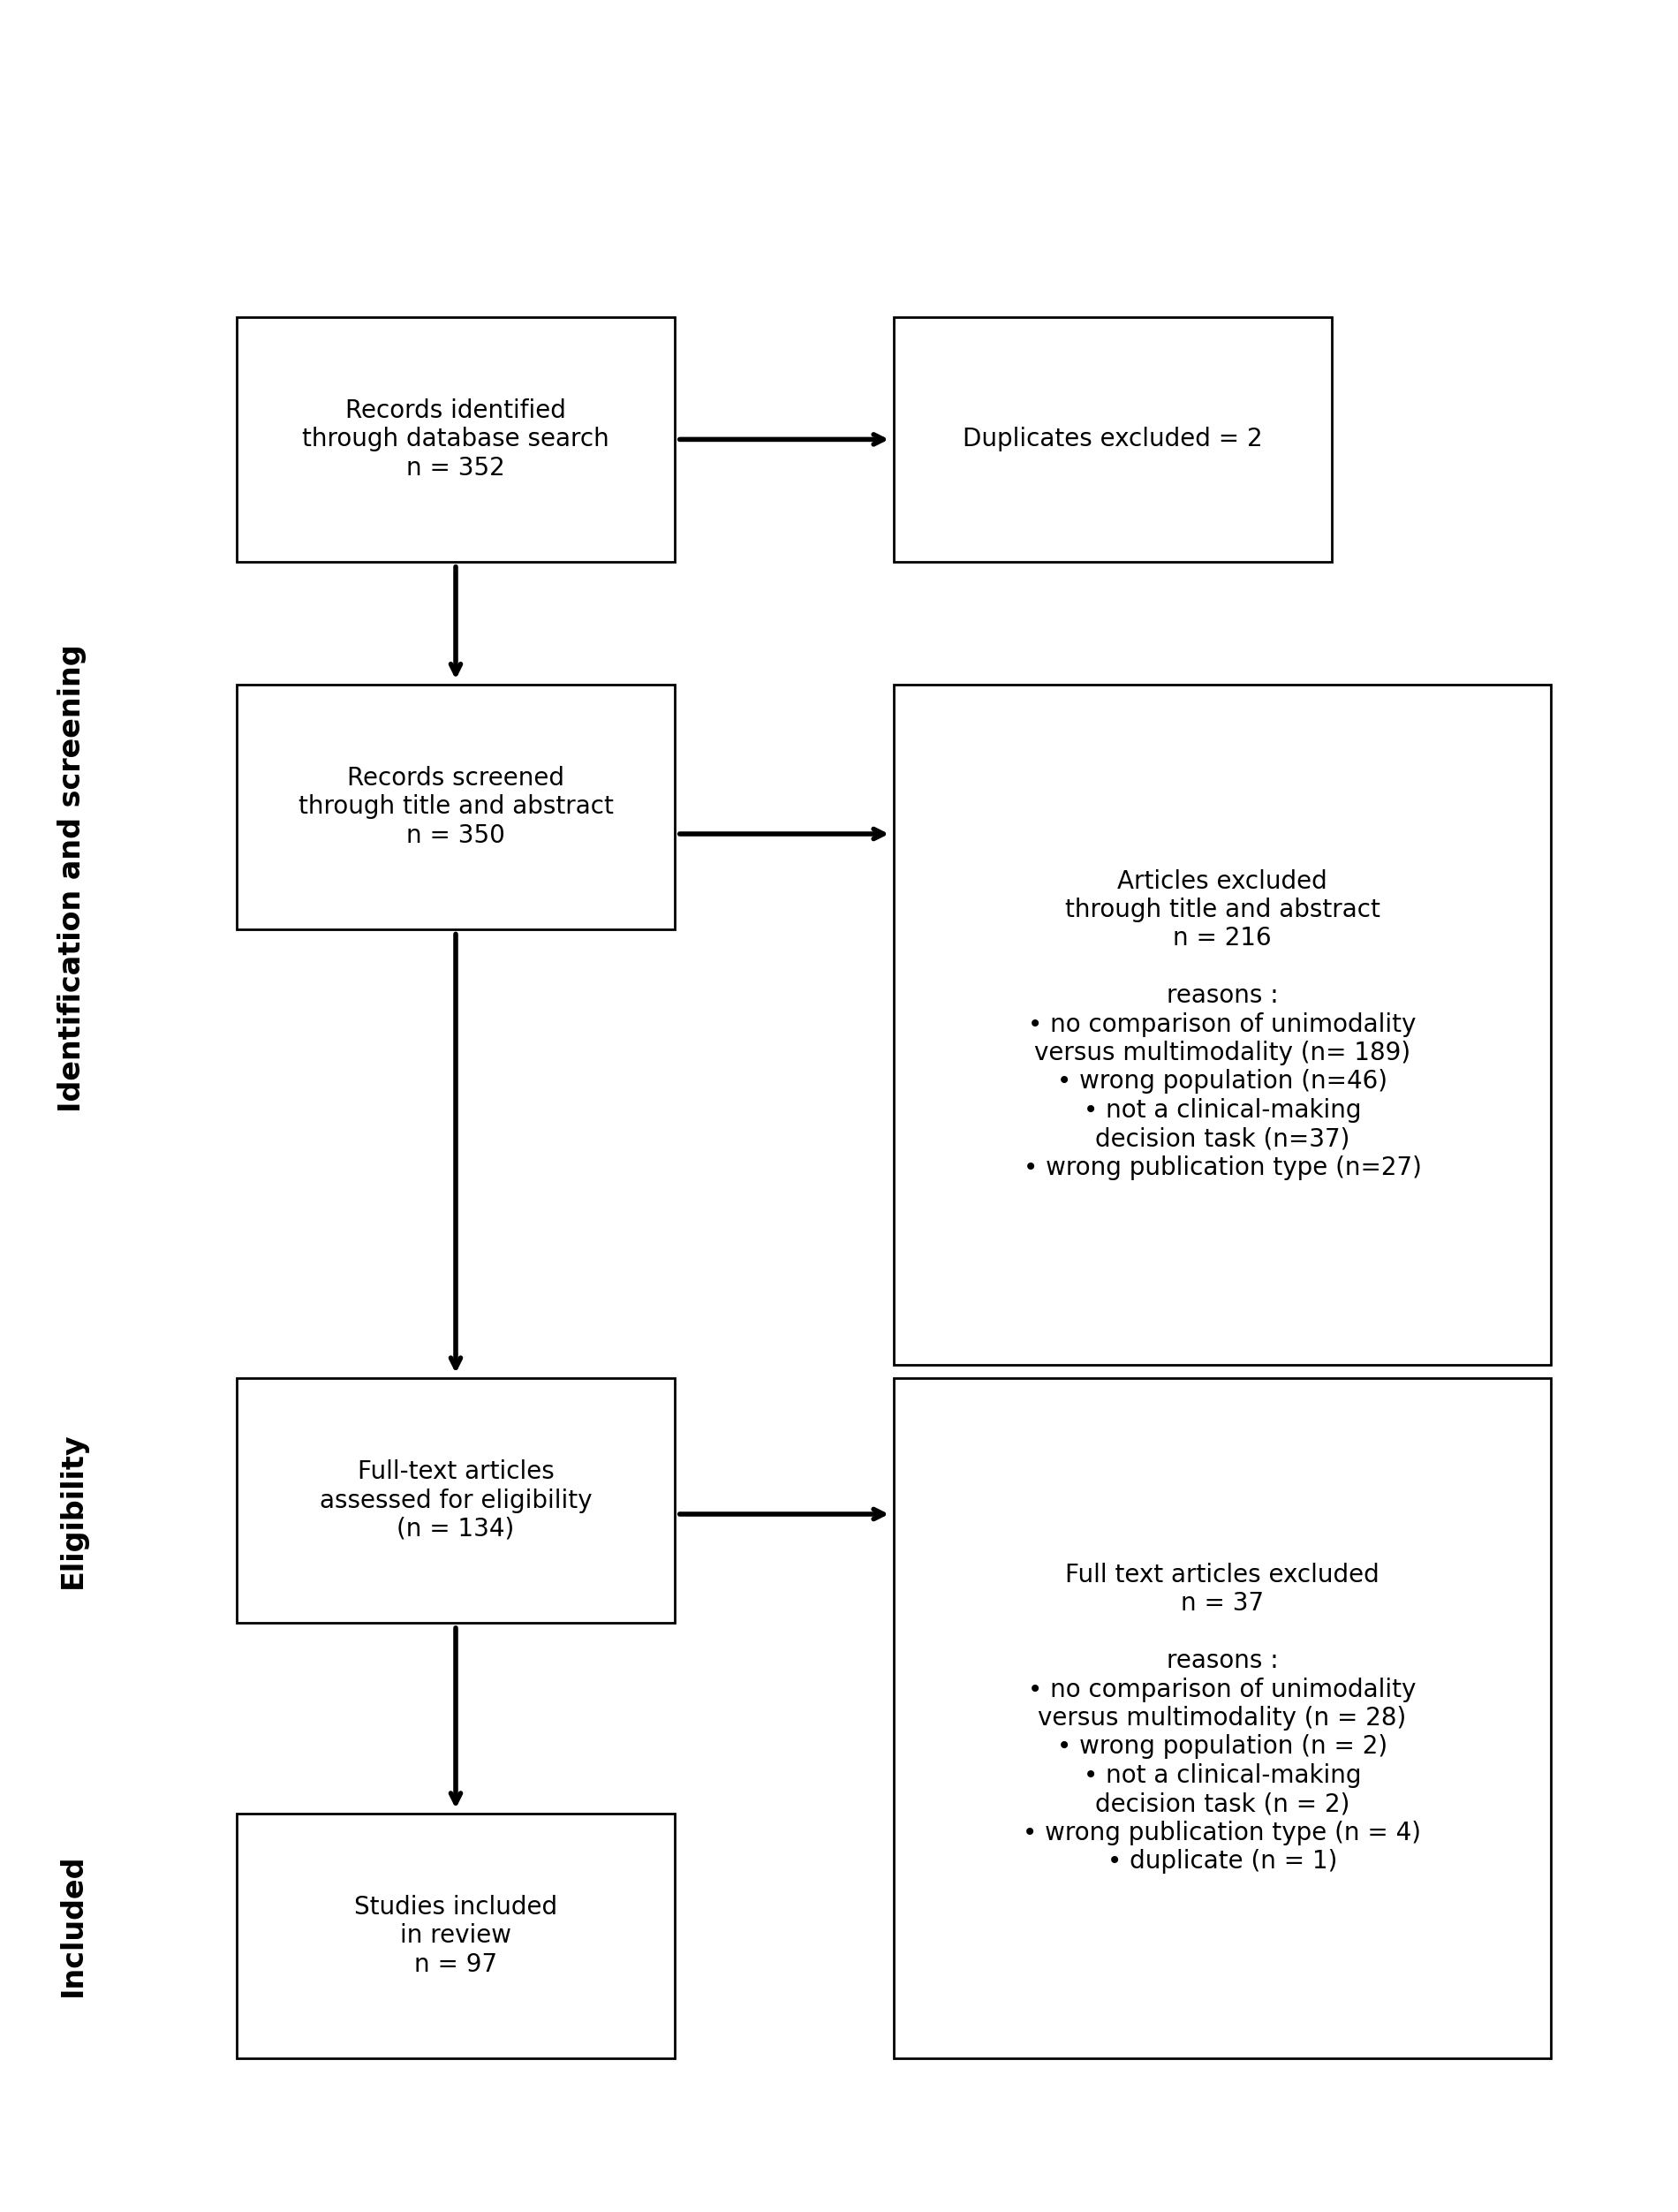 Records identified
through database search
n = 352
Duplicates excluded = 2
Identification and screening
Records screened
through title and abstract
n = 350
Articles excluded
through title and abstract
n = 216
reasons :
• no comparison of unimodality
versus multimodality (n= 189)
• wrong population (n=46)
• not a clinical-making
decision task (n=37)
• wrong publication type (n=27)
Eligibility
Full-text articles
assessed for eligibility
(n = 134)
Full text articles excluded
n = 37
reasons :
• no comparison of unimodality
versus multimodality (n = 28)
• wrong population (n = 2)
• not a clinical-making
decision task (n = 2)
• wrong publication type (n = 4)
• duplicate (n = 1)
Included
Studies included
in review
n = 97